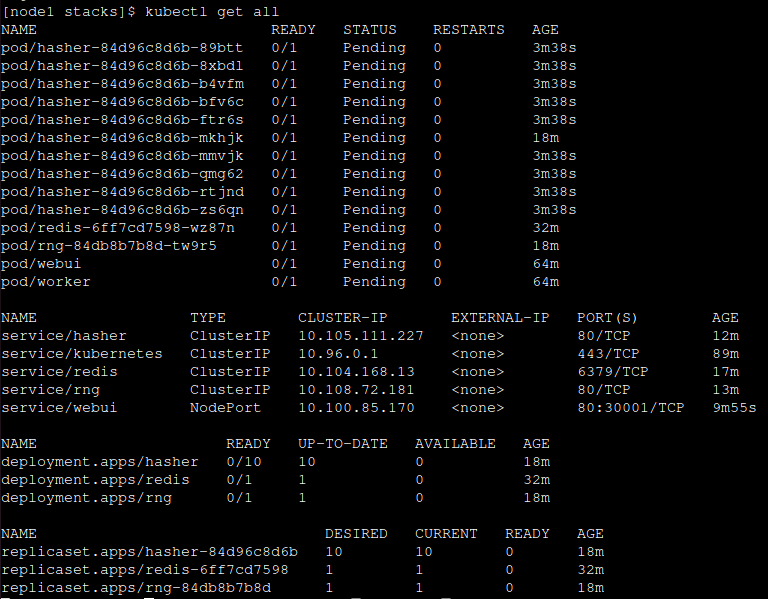 [node1 stacks]$ kubectl get all
NAME READY STATUS RESTARTS AGE
pod/hasher-84d96c8d6b-89btt 0/1 Pending 0 3m38s
pod/hasher-84d96c8d6b-8xbdl 0/1 Pending 0 3m38s
pod/hasher-84d96c8d6b-b4vfm 0/1 Pending 0 3m38s
pod/hasher-84d96c8d6b-bfv6c 0/1 Pending 0 3m38s
pod/hasher-84d96c8d6b-ftr6s 0/1 Pending 0 3m38s
pod/hasher-84d96c8d6b-mkhjk 0/1 Pending 0 18m
pod/hasher-84d96c8d6b-mmvjk 0/1 Pending 0 3m38s
pod/hasher-84d96c8d6b-qmg62 0/1 Pending 0 3m38s
pod/hasher-84d96c8d6b-rtjnd 0/1 Pending 0 3m38s
pod/hasher-84d96c8d6b-zs6qn 0/1 Pending 0 3m38s
pod/redis-6ff7cd7598-wz87n 0/1 Pending 0 32m
pod/rng-84db8b7b8d-tw9r5 0/1 Pending 0 18m
pod/webui 0/1 Pending 0 64m
pod/worker 0/1 Pending 0 64m
NAME TYPE CLUSTER-IP EXTERNAL-IP PORT(S) AGE
service/hasher ClusterIP 10.105.111.227 <none> 80/TCP 12m
service/kubernetes ClusterIP 10.96.0.1 <none> 443/TCP 89m
service/redis ClusterIP 10.104.168.13 <none> 6379/TCP 17m
service/rng ClusterIP 10.108.72.181 <none> 80/TCP 13m
service/webui NodePort 10.100.85.170 <none> 80:30001/TCP 9m55s
NAME READY UP-TO-DATE AVAILABLE AGE
deployment.apps/hasher 0/10 10 0 18m
deployment.apps/redis 0/1 1 0 32m
deployment.apps/rng 0/1 1 0 18m
NAME DESIRED CURRENT READY AGE
replicaset.apps/hasher-84d96c8d6b 10 10 0 18m
replicaset.apps/redis-6ff7cd7598 1 1 0 32m
replicaset.apps/rng-84db8b7b8d 1 1 0 18m